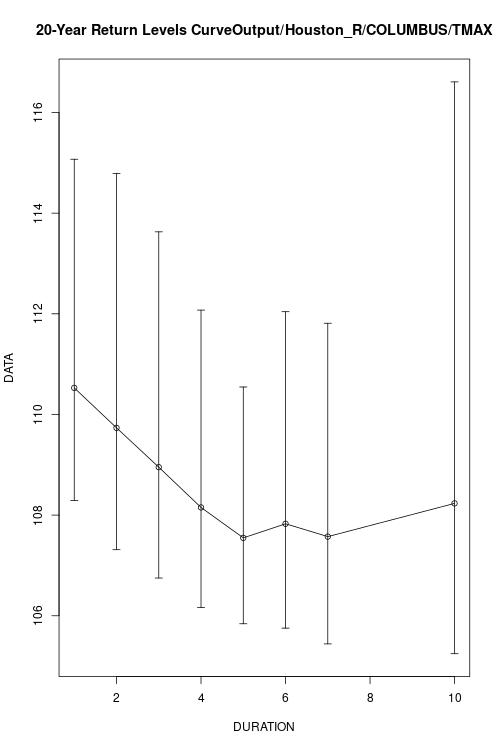 20-Year Return Levels CurveOutput/Houston_R/COLUMBUS/TMAX
116
114
112
110
108
106
DATA
2 4 6 8 10
DURATION